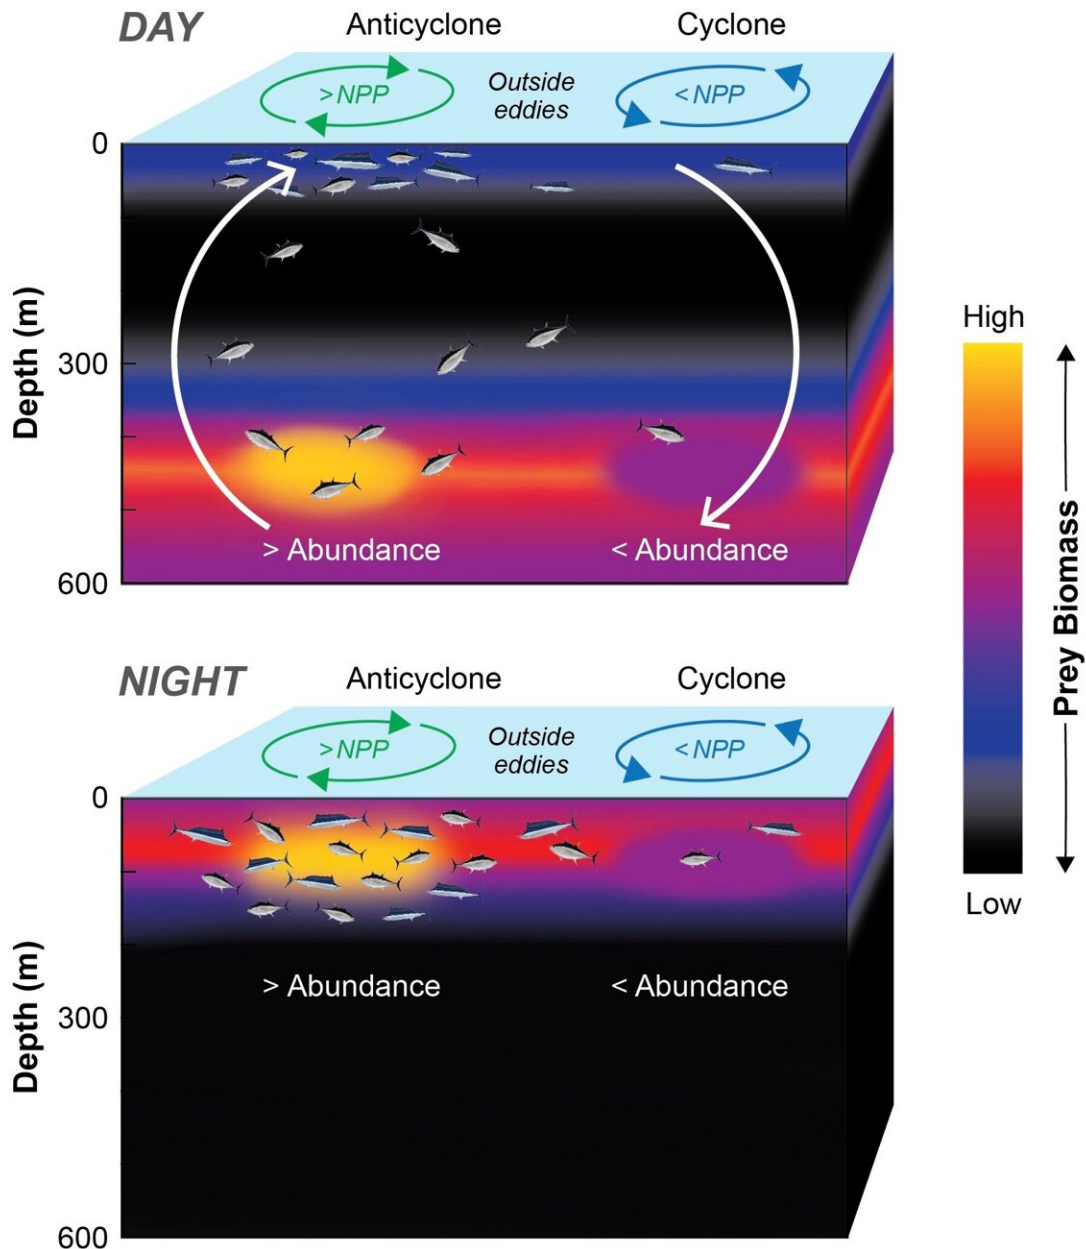 DAY
Anticyclone
Cyclone
>NPP
Outside
eddies
<NPP
0
300
600
Depth (m)
> Abundance
< Abundance
High
Low
Prey Biomass
NIGHT
Anticyclone
Cyclone
>NPP
Outside
eddies
<NPP
0
300
600
Depth (m)
> Abundance
< Abundance